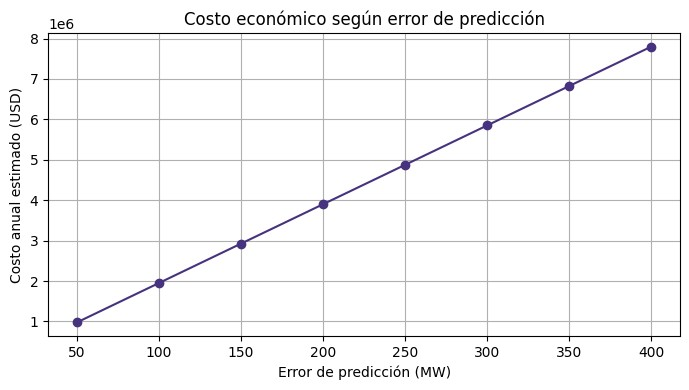 Costo económico según error de predicción
1e6
8
7
6
5
4
3
2
1
Costo anual estimado (USD)
50 100 150 200 250 300 350 400
Error de predicción (MW)